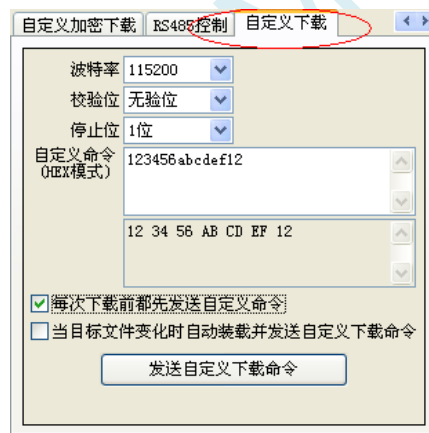 自定义加密下载 RS485控制 自定义下载
波特率 115200
校验位 无验位
停止位 1位
自定义命令 123456abcdef12
(HEX模式)
12 34 56 AB CD EF 12
每次下载前都先发送自定义命令
当目标文件变化时自动装载并发送自定义下载命令
发送自定义下载命令